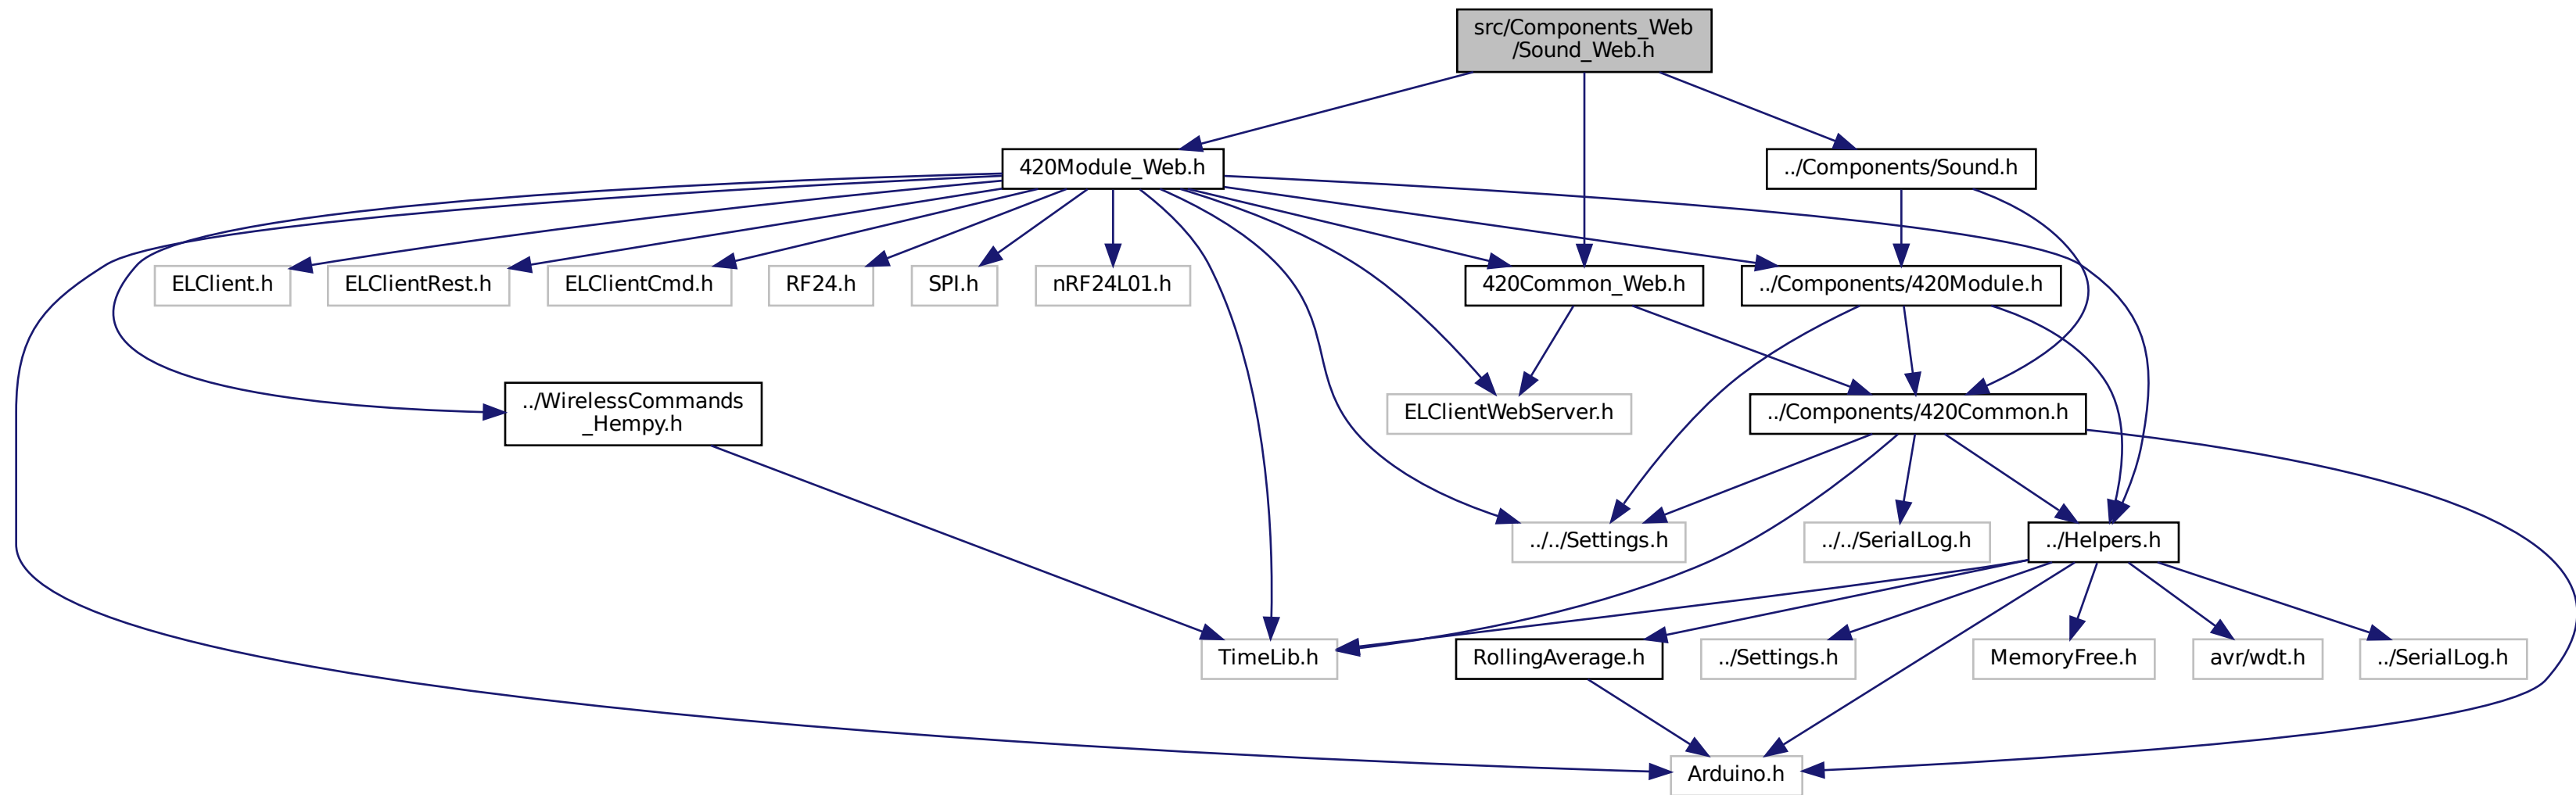 src/Components_Web
/Sound_Web.h
420Module_Web.h
../Components/Sound.h
ELClient.h
ELClientRest.h
ELClientCmd.h
RF24.h
SPI.h
nRF24L01.h
420Common_Web.h
../Components/420Module.h
../WirelessCommands
_Hempy.h
ELClientWebServer.h
../Components/420Common.h
../../Settings.h
../../SerialLog.h
../Helpers.h
TimeLib.h
RollingAverage.h
../Settings.h
MemoryFree.h
avr/wdt.h
../SerialLog.h
Arduino.h